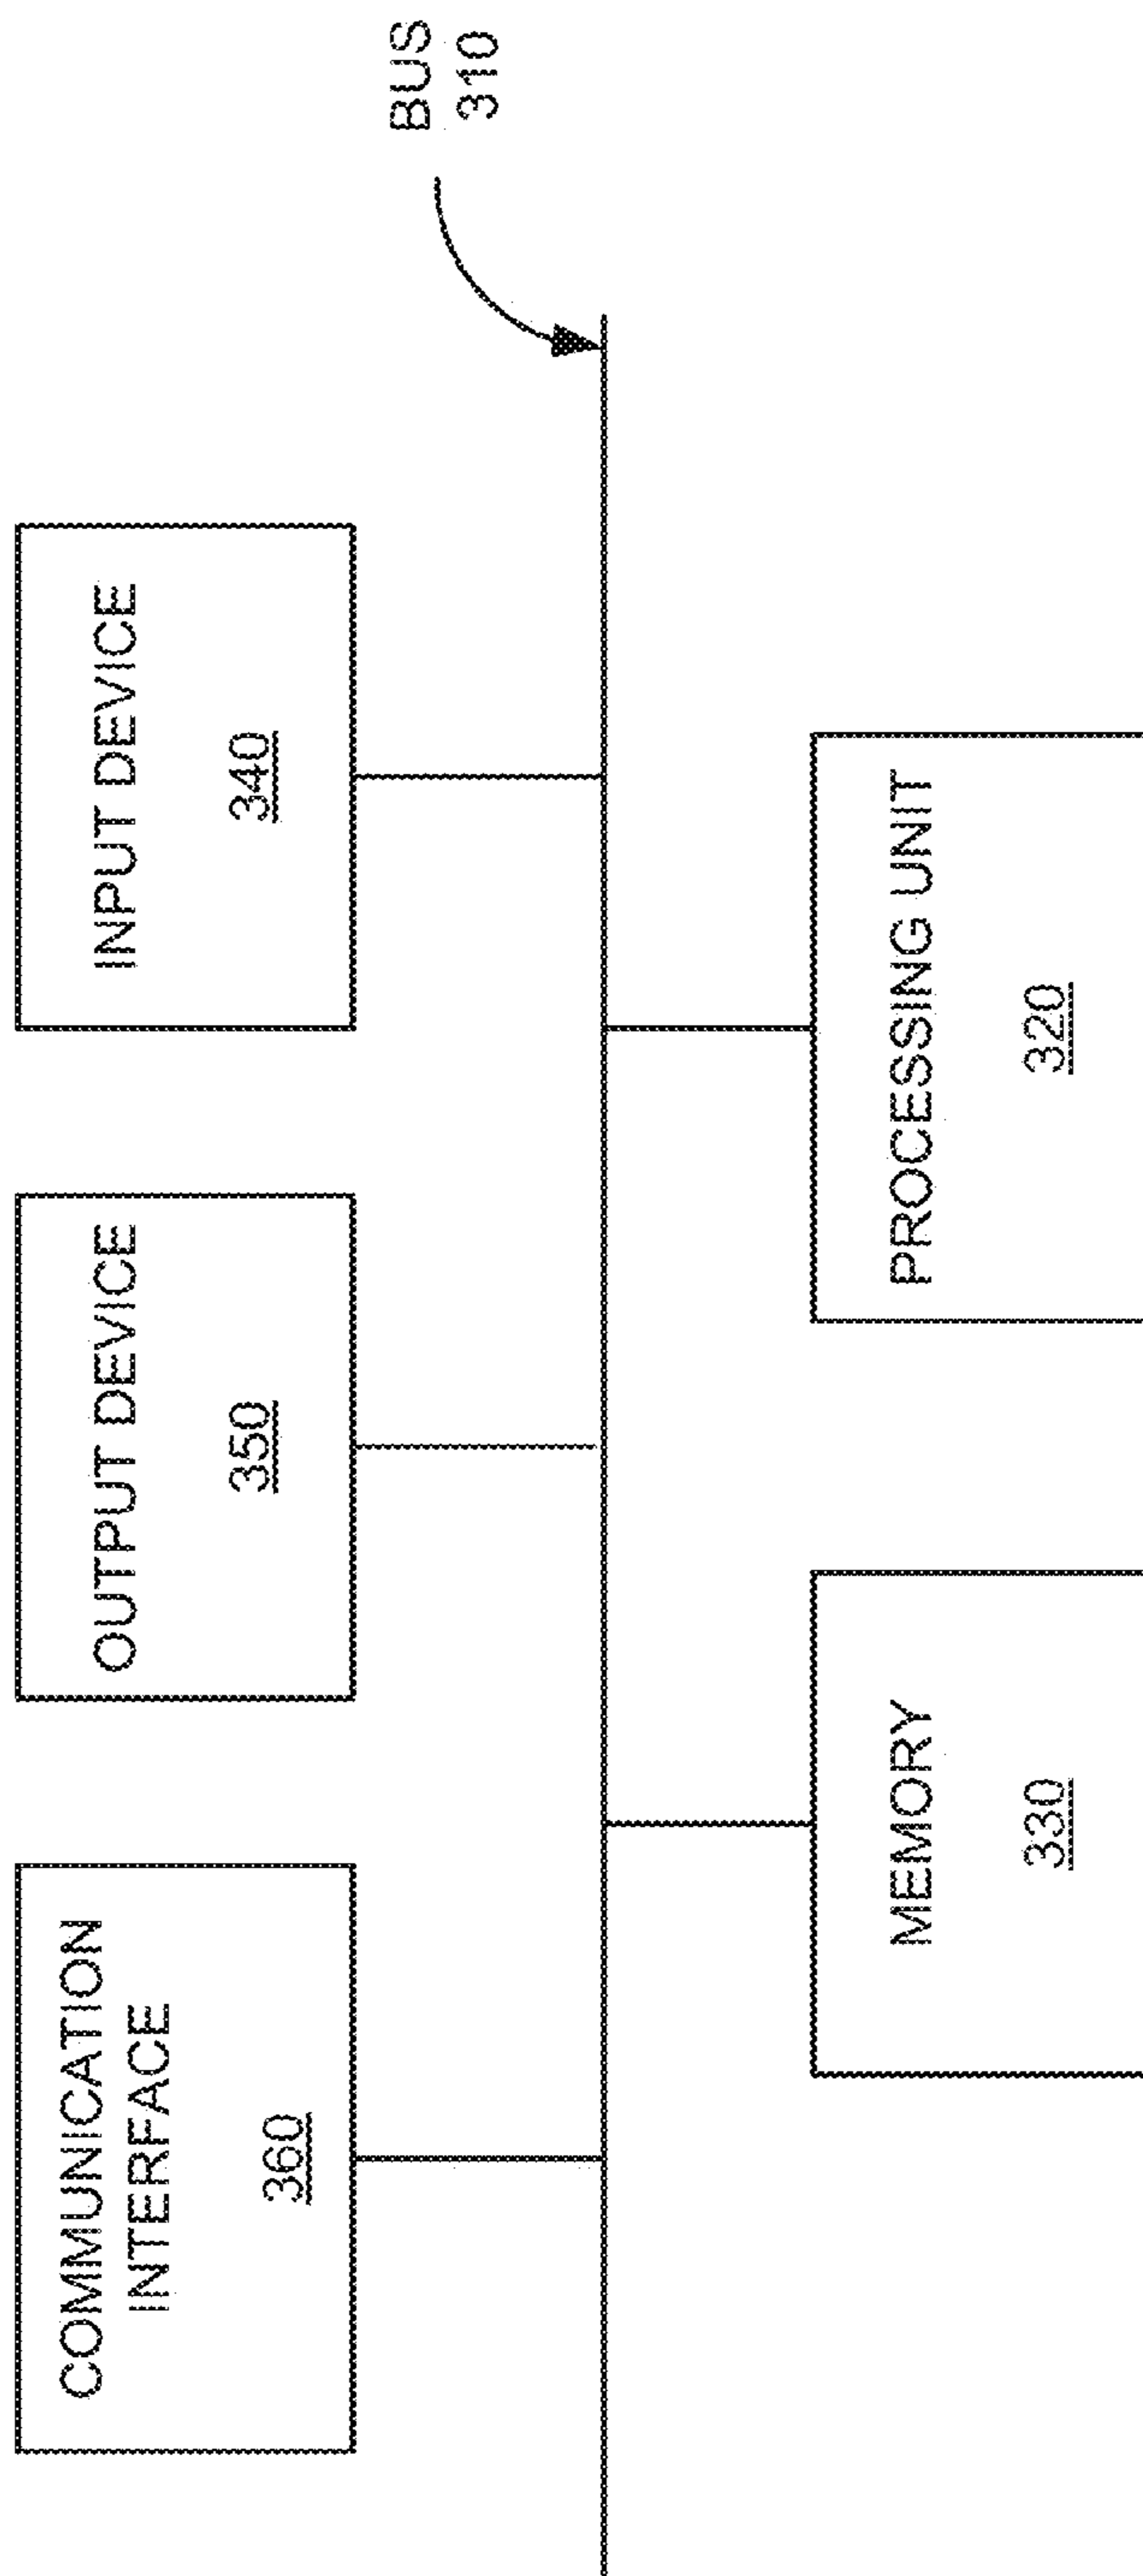 COMMUNICATION
INTERFACE
360
OUTPUT DEVICE
350
INPUT DEVICE
340
BUS
310
MEMORY
330
PROCESSING UNIT
320